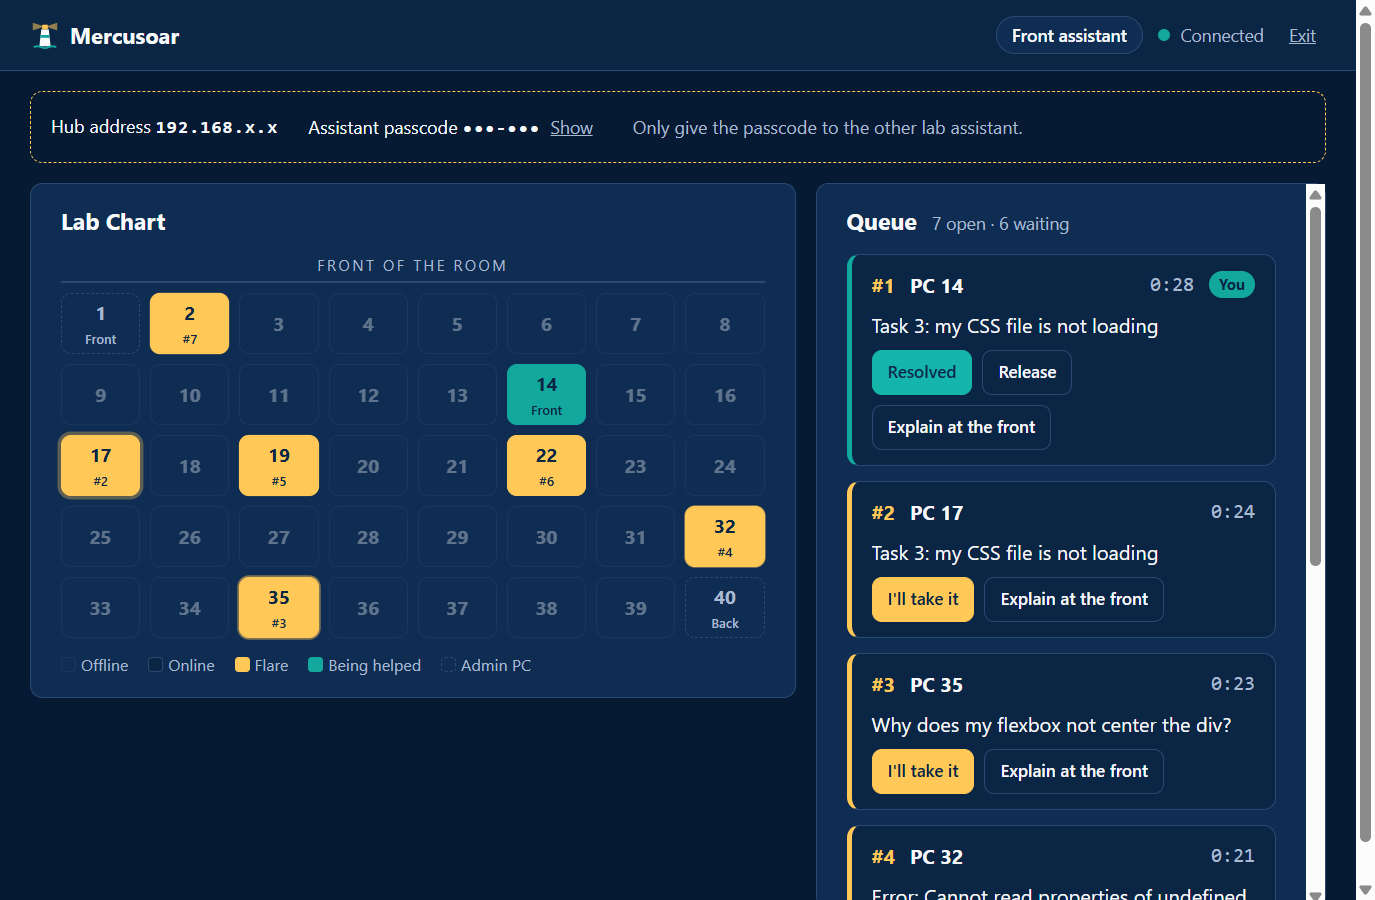 Mercusoar
Front assistant
Connected
Exit
Hub address 192.168.x.x
Assistant passcode •••-•••
Show
Only give the passcode to the other lab assistant.
Lab Chart
FRONT OF THE ROOM
1
Front
2
#7
3
4
5
6
7
8
9
10
11
12
13
14
Front
15
16
17
#2
18
19
#5
20
21
22
#6
23
24
25
26
27
28
29
30
31
32
#4
33
34
35
#3
36
37
38
39
40
Back
Offline
Online
Flare
Being helped
Admin PC
Queue
7 open · 6 waiting
#1 PC 14 0:28 You
Task 3: my CSS file is not loading
Resolved
Release
Explain at the front
#2 PC 17 0:24
Task 3: my CSS file is not loading
I'll take it
Explain at the front
#3 PC 35 0:23
Why does my flexbox not center the div?
I'll take it
Explain at the front
#4 PC 32 0:21
Error: Cannot read properties of undefined